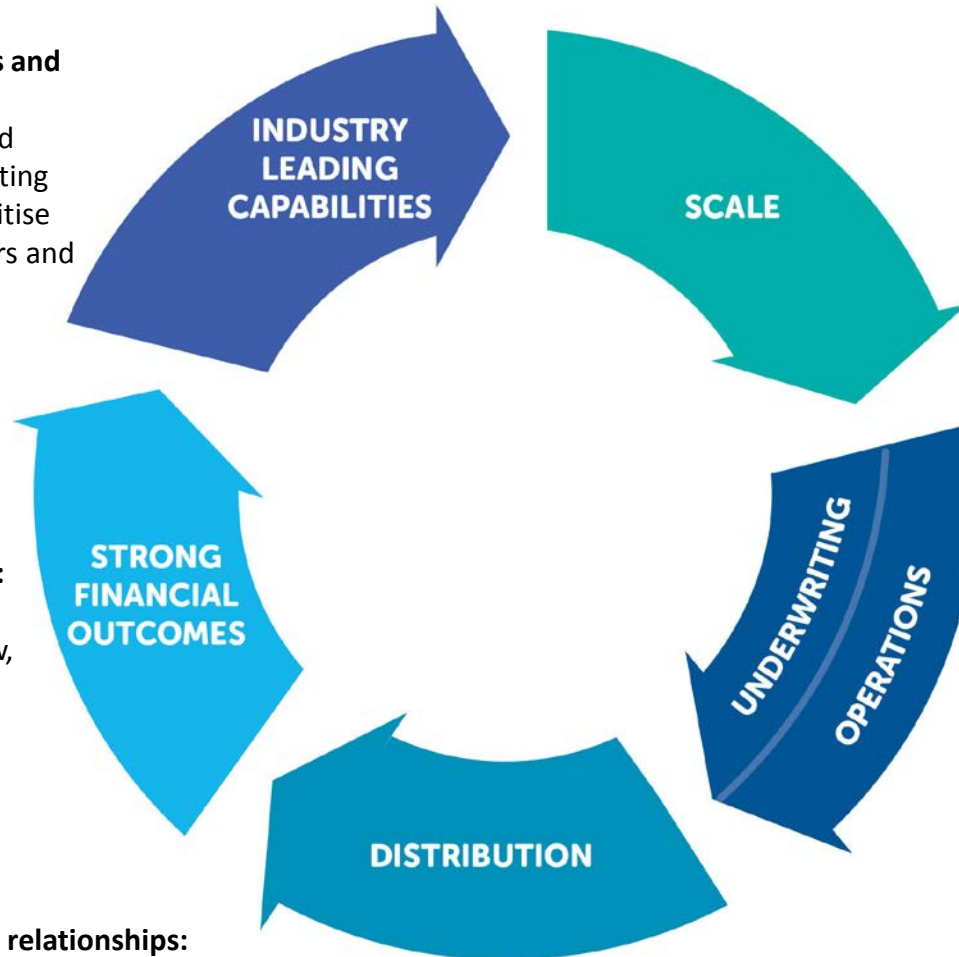 s and
d
ting
itise
rs and
:
w,
relationships:
INDUSTRY
LEADING
CAPABILITIES
SCALE
UNDERWRITING
OPERATIONS
DISTRIBUTION
STRONG
FINANCIAL
OUTCOMES